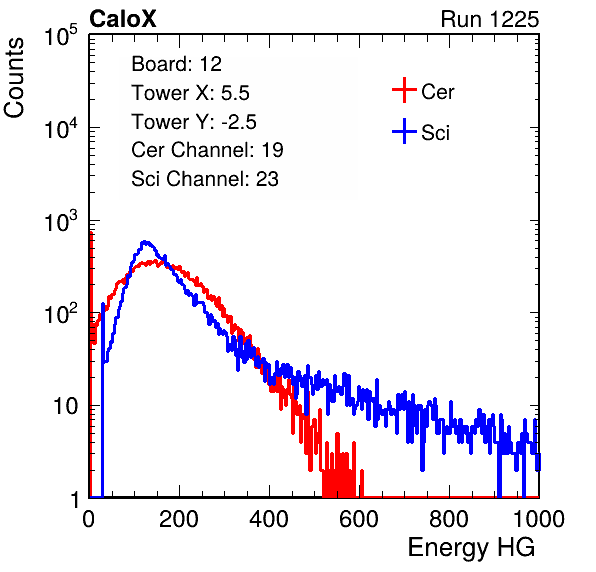 CaloX Run 1225
Counts
10^5
10^4
10^3
10^2
10
1
Board: 12
Tower X: 5.5
Tower Y: -2.5
Cer Channel: 19
Sci Channel: 23
Cer
Sci
0 200 400 600 800 1000
Energy HG